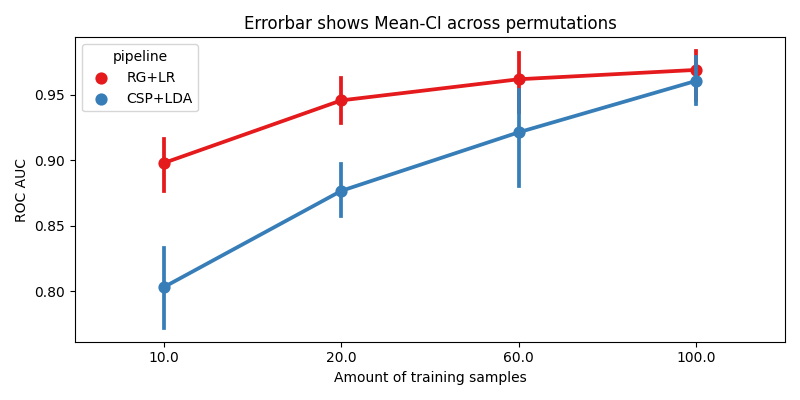 Errorbar shows Mean-CI across permutations
pipeline
RG+LR
CSP+LDA
ROC AUC
0.95
0.90
0.85
0.80
10.0 20.0 60.0 100.0
Amount of training samples